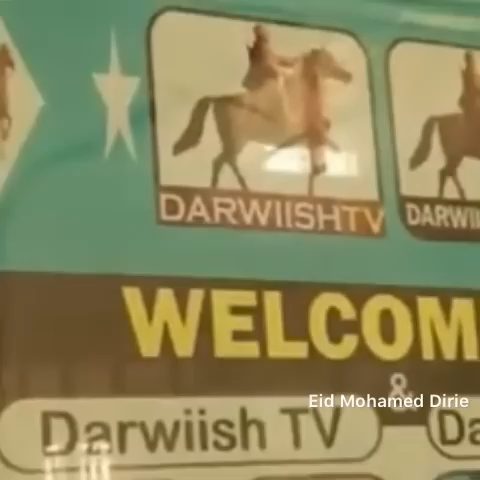 DARWIISHTV DARWII
WELCOM
&
Eid Mohamed Dirie
Darwiish TV Da